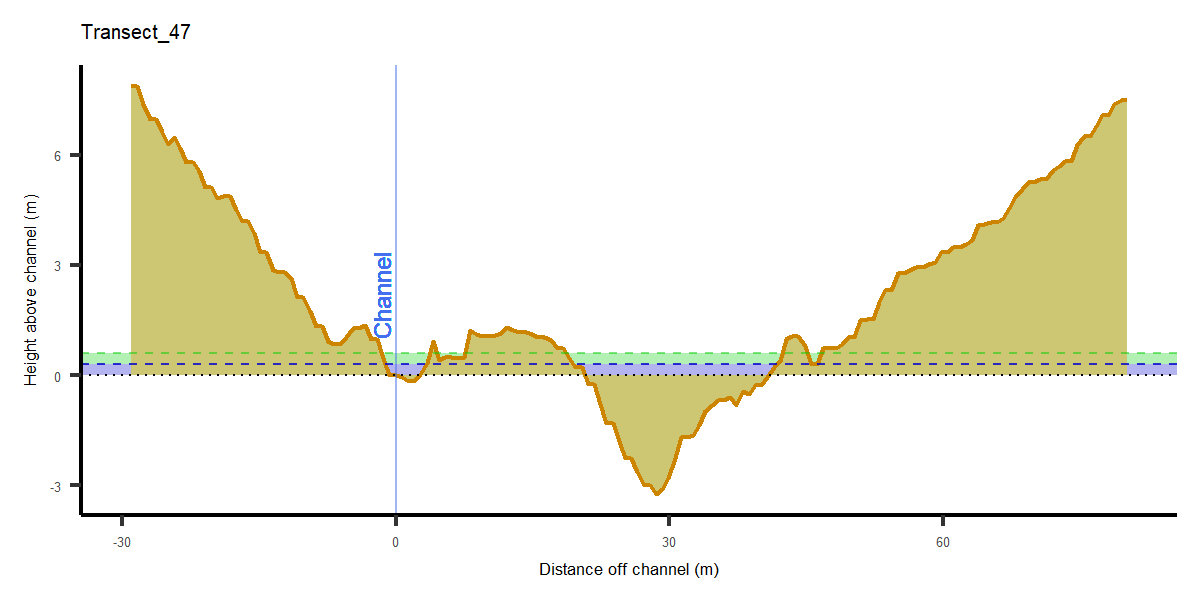 Transect_47
Height above channel (m)
6
3
0
-3
Channel
-30
0
30
60
Distance off channel (m)